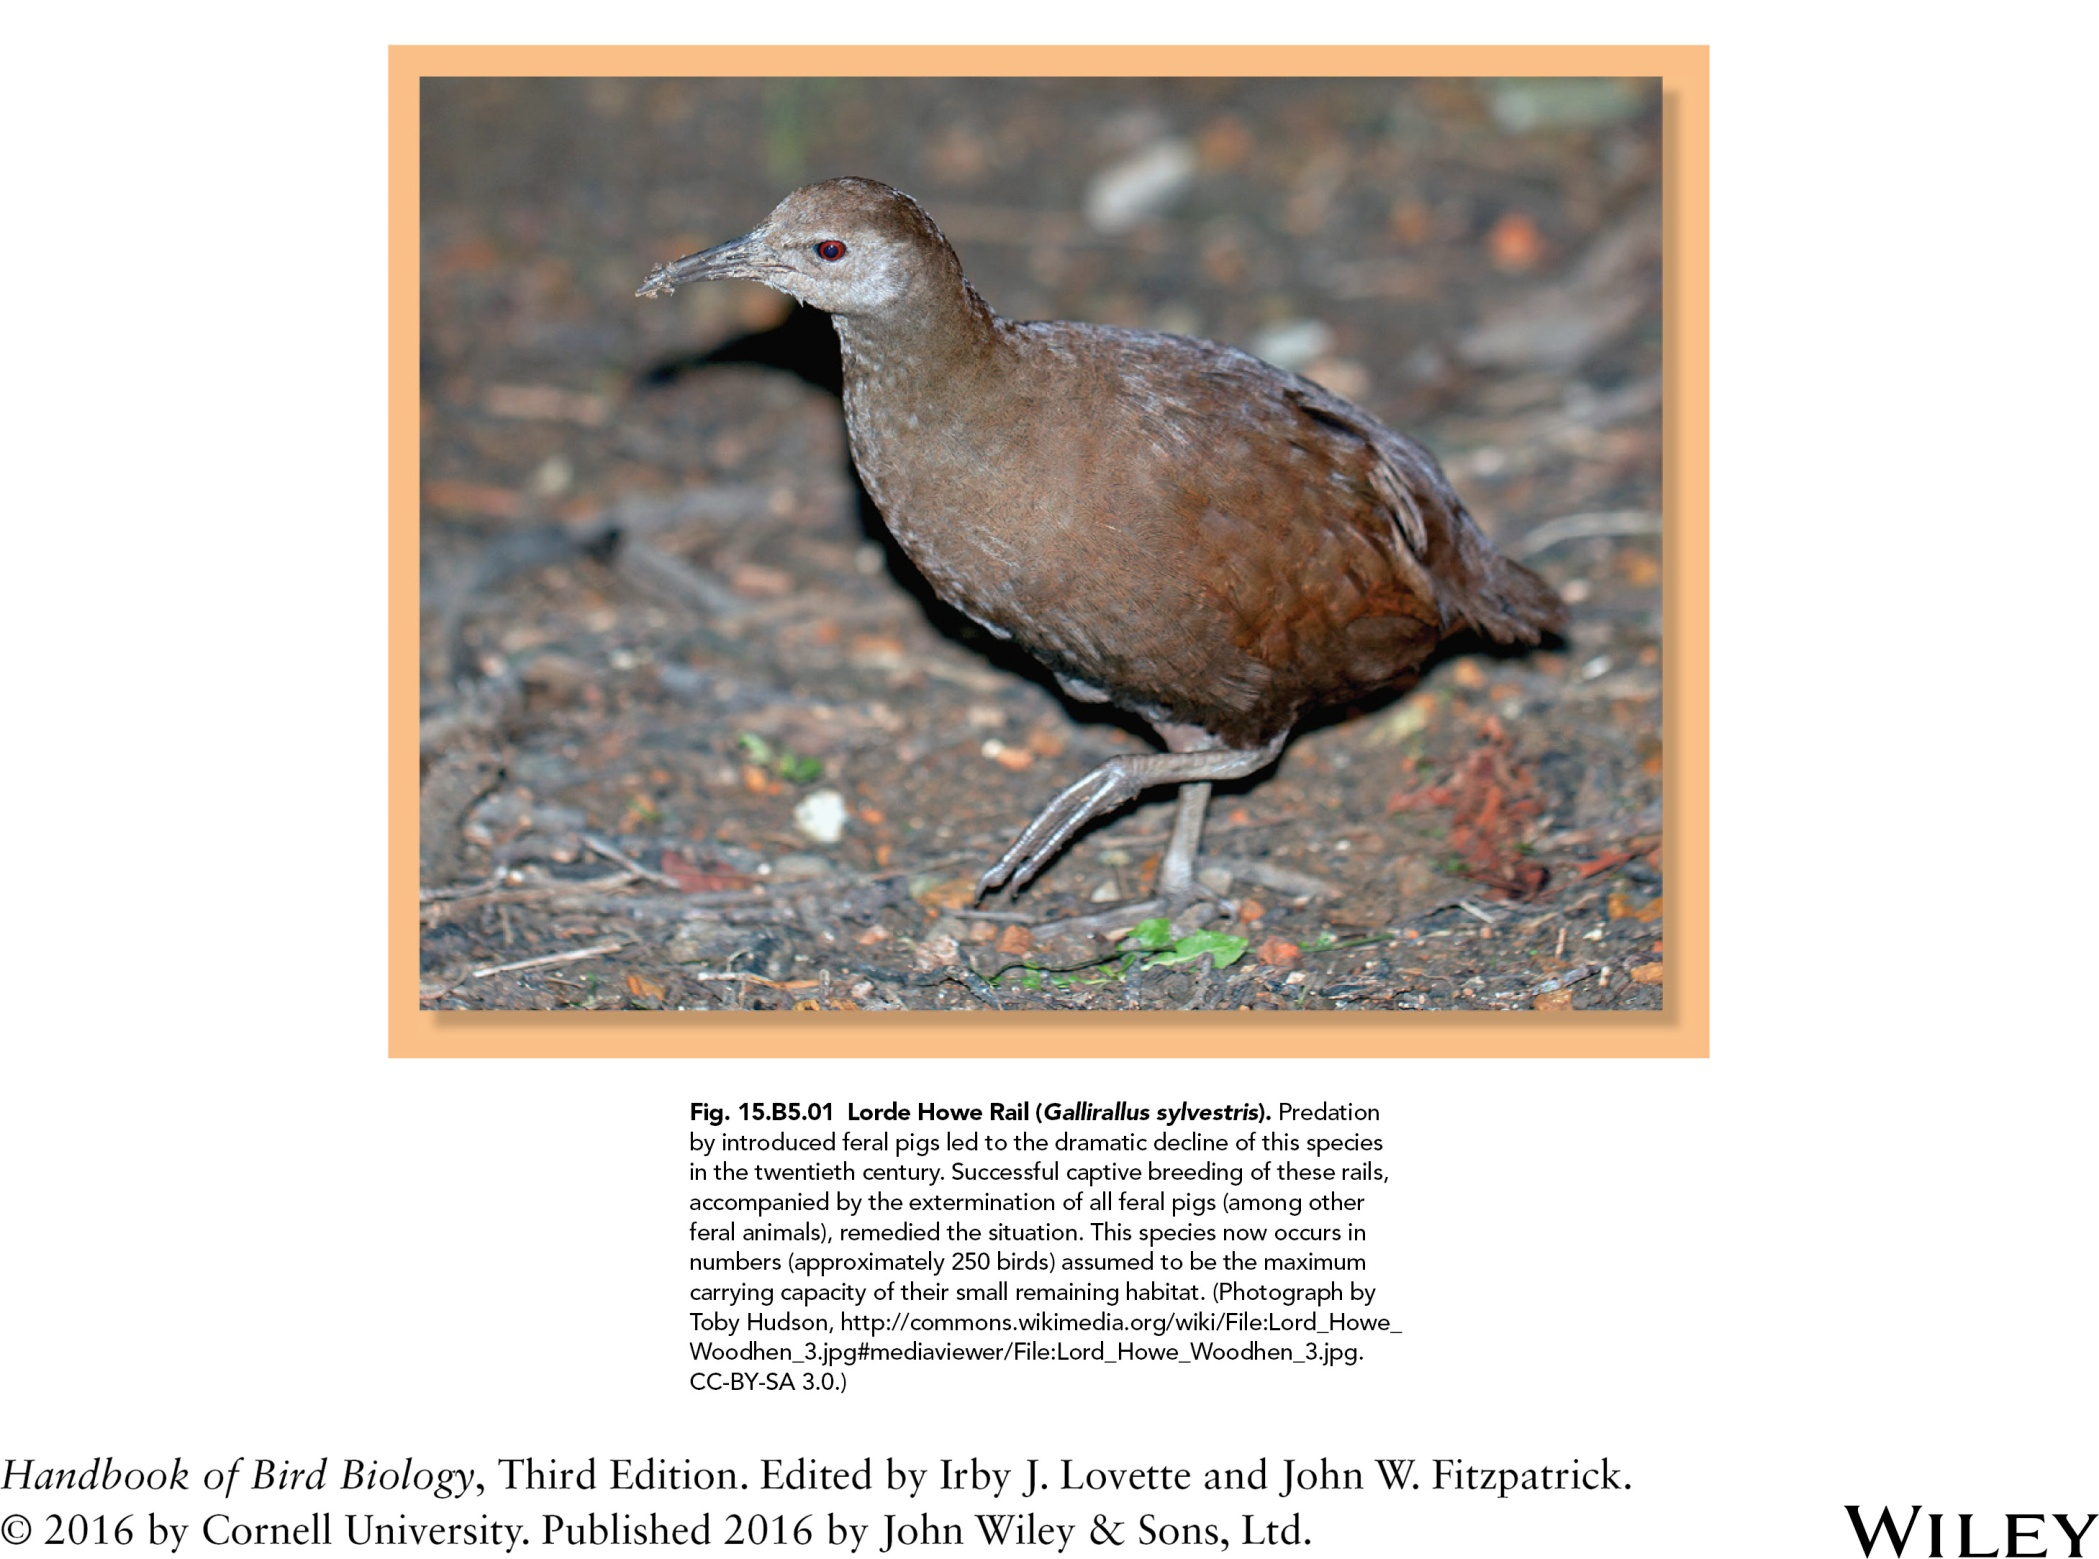 Fig. 15.B5.01 Lorde Howe Rail (Gallirallus sylvestris). Predation
by introduced feral pigs led to the dramatic decline of this species
in the twentieth century. Successful captive breeding of these rails,
accompanied by the extermination of all feral pigs (among other
feral animals), remedied the situation. This species now occurs in
numbers (approximately 250 birds) assumed to be the maximum
carrying capacity of their small remaining habitat. (Photograph by
Toby Hudson, http://commons.wikimedia.org/wiki/File:Lord_Howe_
Woodhen_3.jpg#mediaviewer/File:Lord_Howe_Woodhen_3.jpg.
CC-BY-SA 3.0.)
Handbook of Bird Biology, Third Edition. Edited by Irby J. Lovette and John W. Fitzpatrick.
© 2016 by Cornell University. Published 2016 by John Wiley & Sons, Ltd.
WILEY